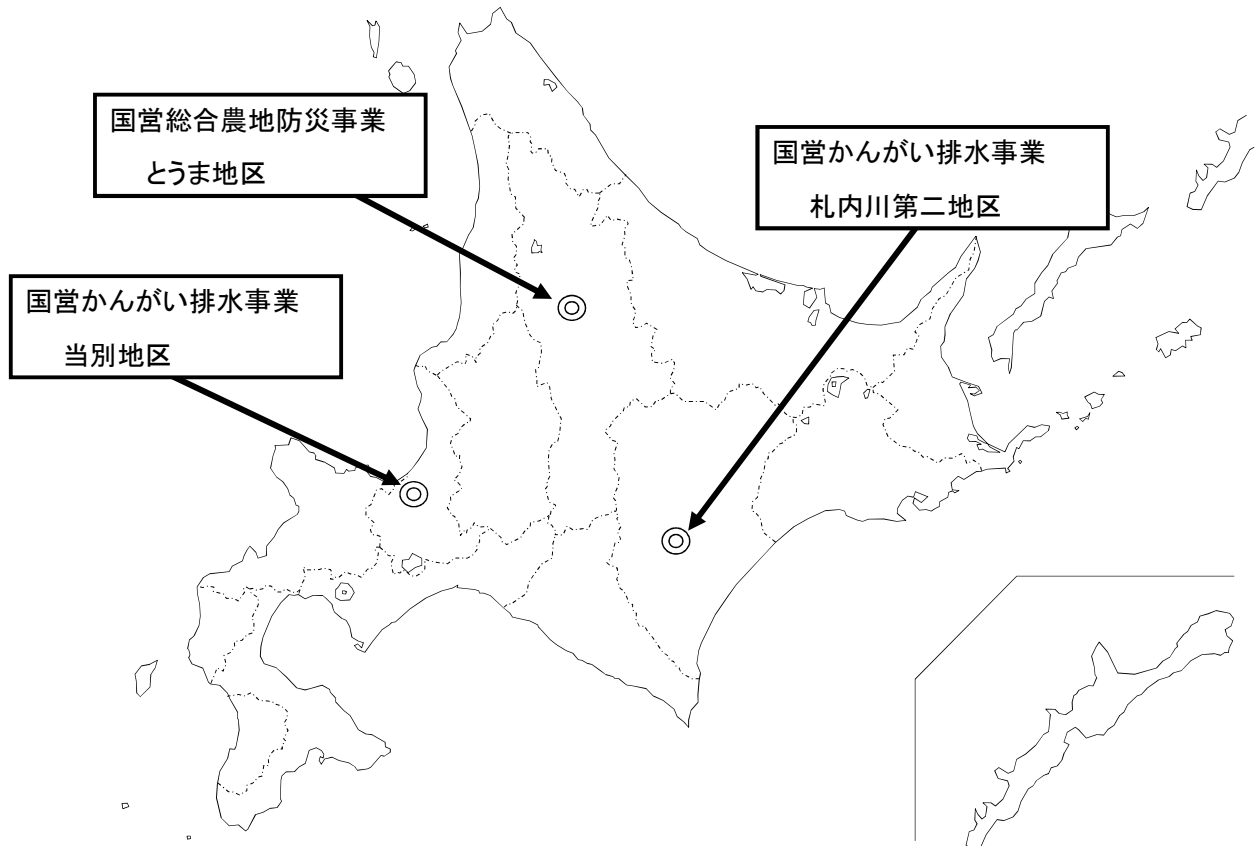 国営総合農地防災事業
とうま地区
国営かんがい排水事業
札内川第二地区
国営かんがい排水事業
当別地区